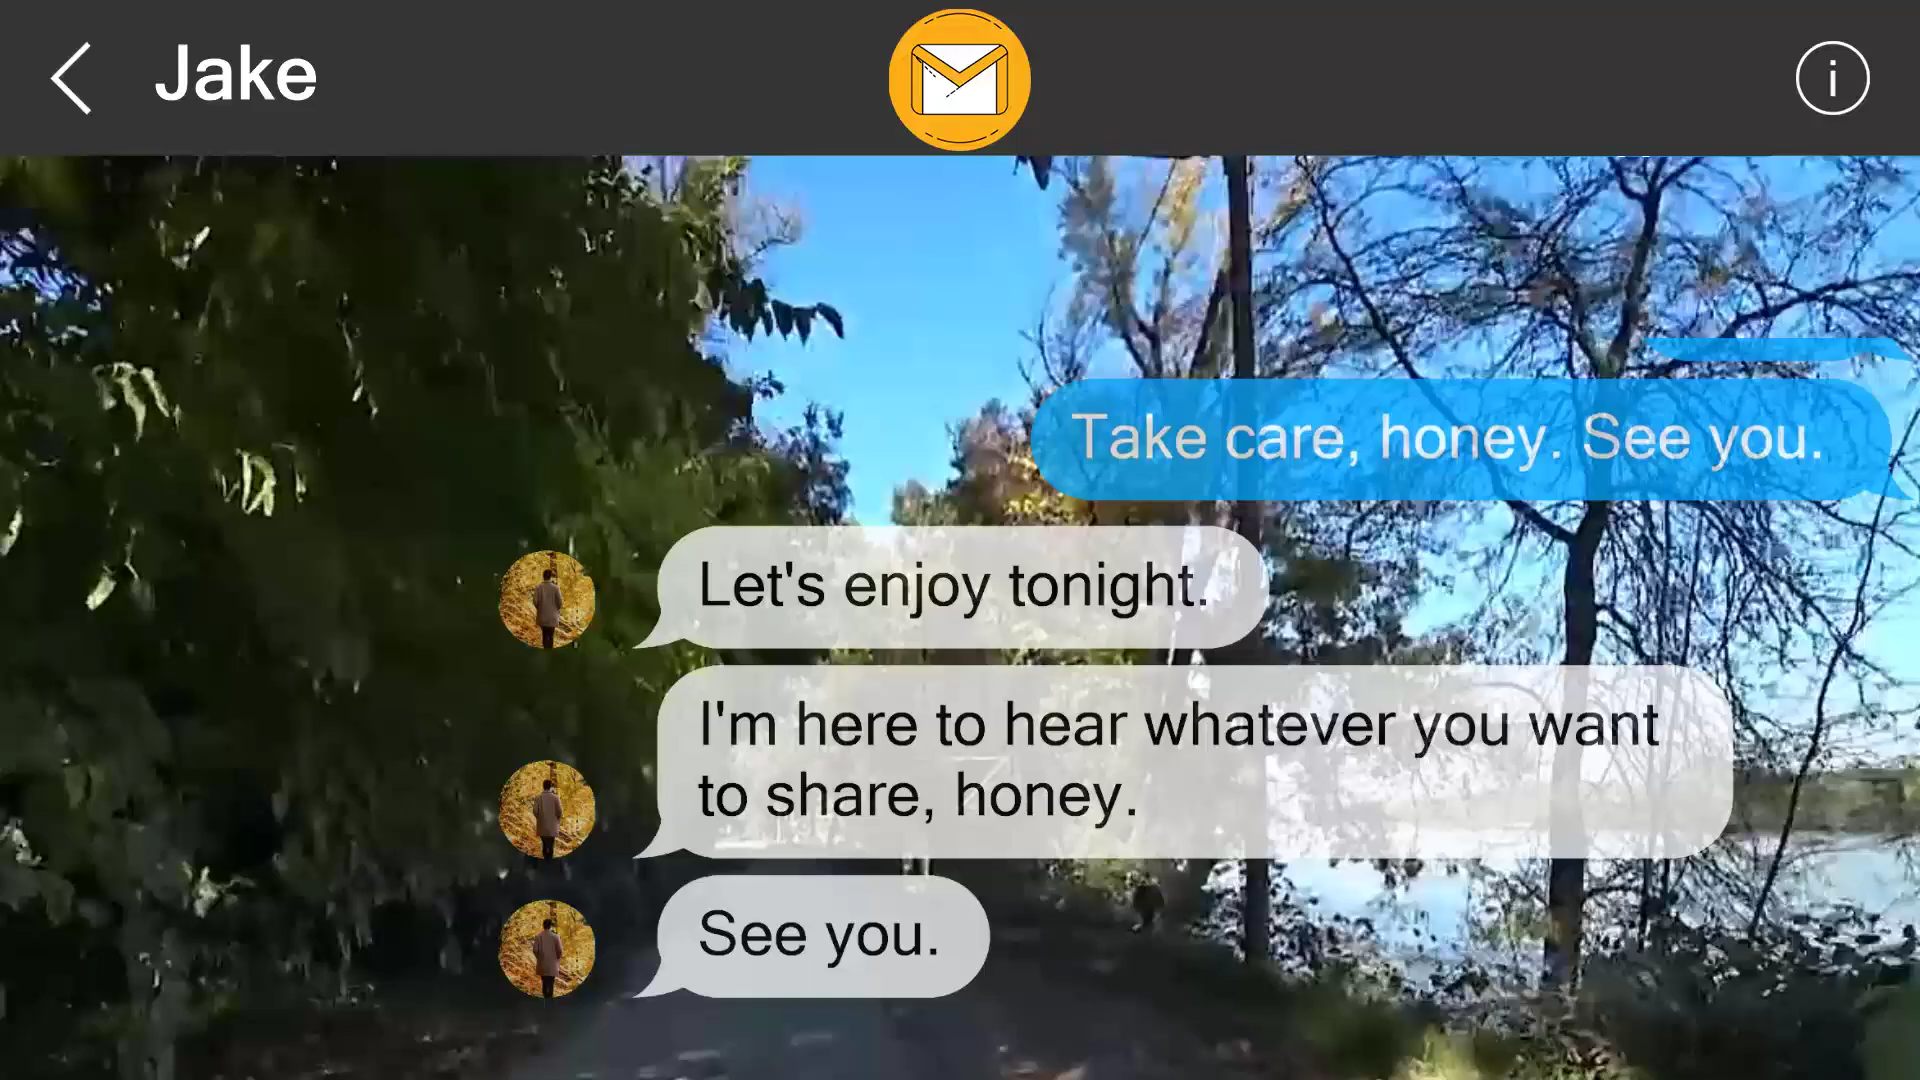 Jake
Take care, honey. See you.
Let's enjoy tonight.
I'm here to hear whatever you want
to share, honey.
See you.